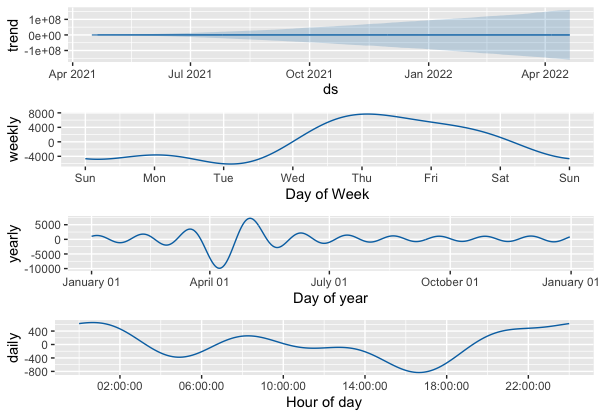 trend
1e+08
0e+00
-1e+08
Apr 2021 Jul 2021 Oct 2021 Jan 2022 Apr 2022
ds
weekly
8000
4000
0
-4000
Sun Mon Tue Wed Thu Fri Sat Sun
Day of Week
yearly
5000
0
-5000
-10000
January 01 April 01 July 01 October 01 January 01
Day of year
daily
400
0
-400
-800
02:00:00 06:00:00 10:00:00 14:00:00 18:00:00 22:00:00
Hour of day